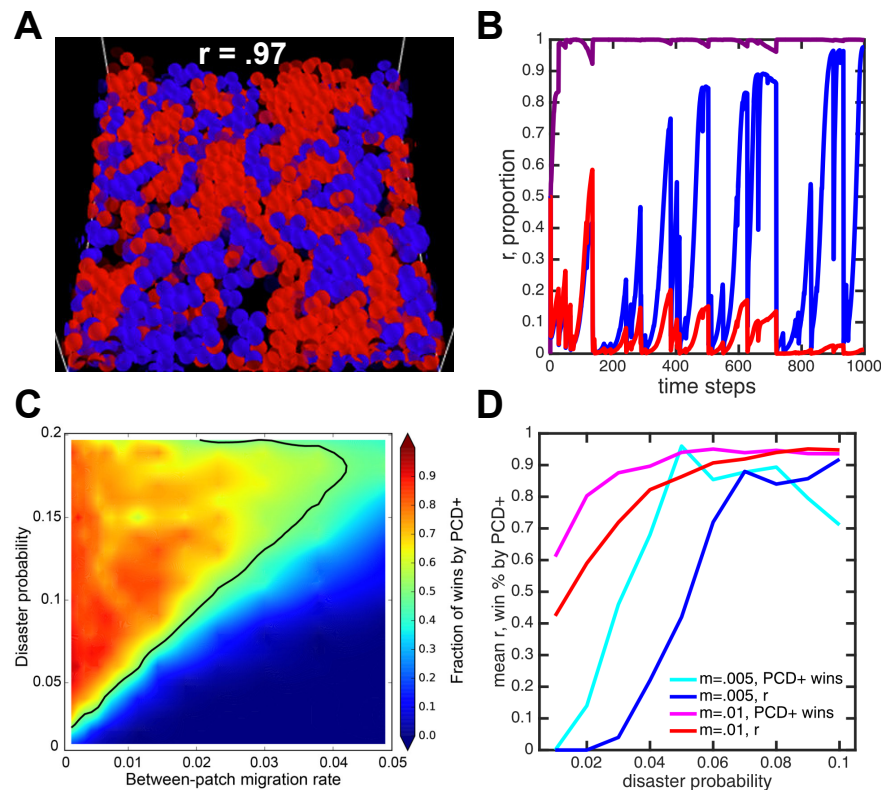 A
r = .97
B
r, proportion
1
0.9
0.8
0.7
0.6
0.5
0.4
0.3
0.2
0.1
0
0 200 400 600 800 1000
time steps
C
Disaster probability
0.2
0.15
0.1
0.05
0
0 0.01 0.02 0.03 0.04 0.05
Between-patch migration rate
0.9
0.8
0.7
0.6
0.5
0.4
0.3
0.2
0.1
0.0
Fraction of wins by PCD+
D
mean r, win % by PCD+
1
0.9
0.8
0.7
0.6
0.5
0.4
0.3
0.2
0.1
0
m=.005, PCD+ wins
m=.005, r
m=.01, PCD+ wins
m=.01, r
0.02 0.04 0.06 0.08 0.1
disaster probability